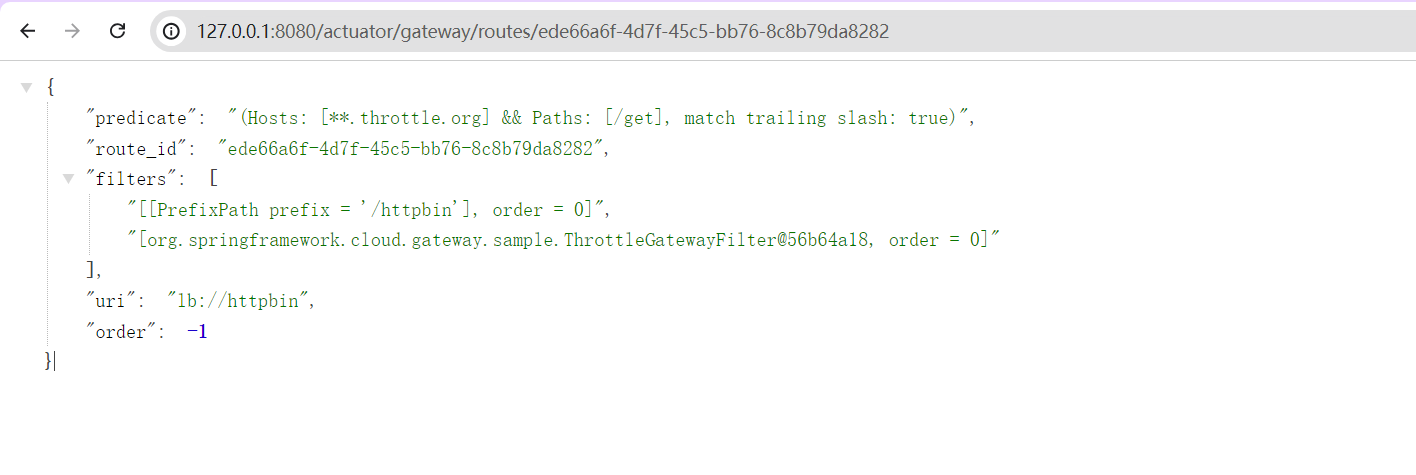 127.0.0.1:8080/actuator/gateway/routes/ede66a6f-4d7f-45c5-bb76-8c8b79da8282
{
"predicate": "(Hosts: [**.throttle.org] && Paths: [/get], match trailing slash: true)",
"route_id": "ede66a6f-4d7f-45c5-bb76-8c8b79da8282",
"filters": [
"[[PrefixPath prefix = '/httpbin'], order = 0]",
"[org.springframework.cloud.gateway.sample.ThrottleGatewayFilter@56b64a18, order = 0]"
],
"uri": "lb://httpbin",
"order": -1
}